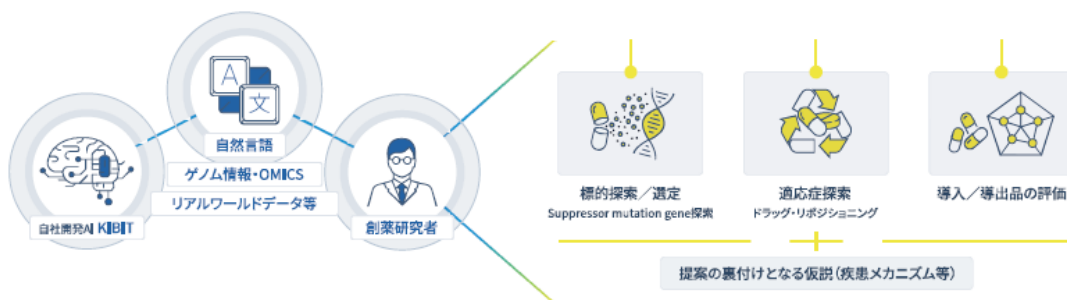 A
文
自然言語
ゲノム情報・OMICS
リアルワールドデータ等
自社開発AI KIBIT
創薬研究者
標的探索／選定
Suppressor mutation gene探索
適応症探索
ドラッグ・リポジショニング
導入／導出品の評価
提案の裏付けとなる仮説（疾患メカニズム等）